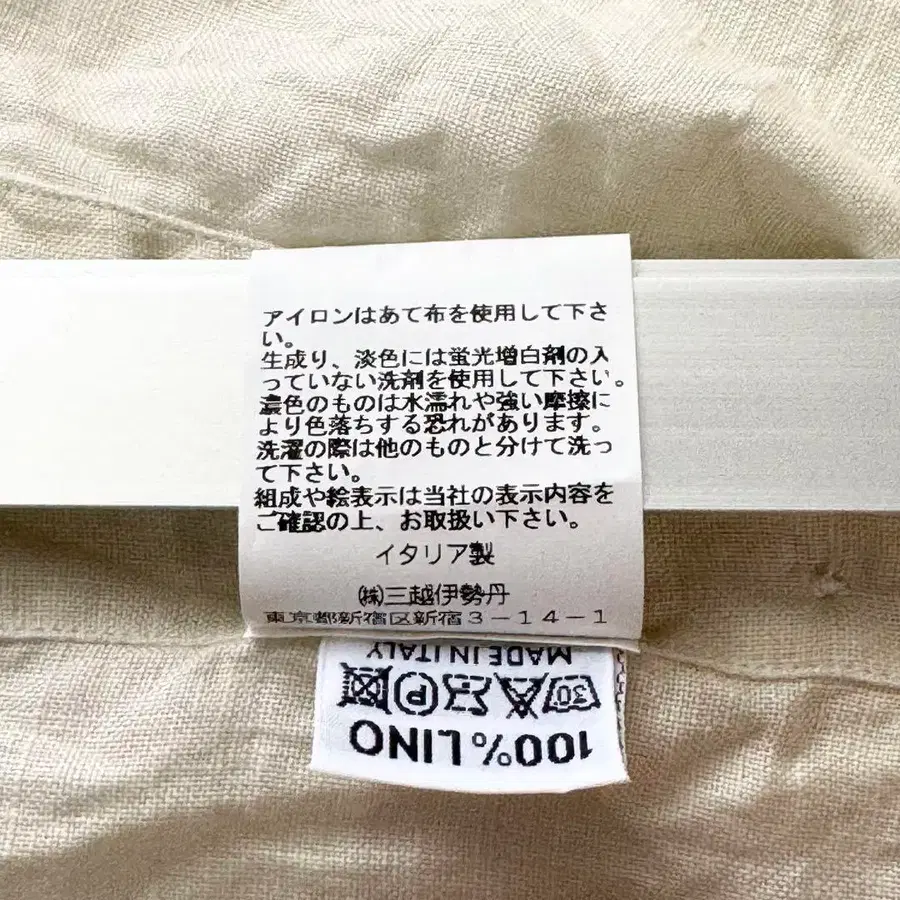 アイロンはあて布を使用して下さ
い。
生成り、淡色には蛍光増白剤の入
っていない洗剤を使用して下さい。
濃色のものは水濡れや強い摩擦に
より色落ちする恐れがあります。
洗濯の際は他のものと分けて洗っ
て下さい。
組成や絵表示は当社の表示内容を
ご確認の上、お取扱い下さい。
イタリア製
㈱三越伊勢丹
東京都新宿区新宿3-14-1
MADE IN ITALY
30 P
100% LINO